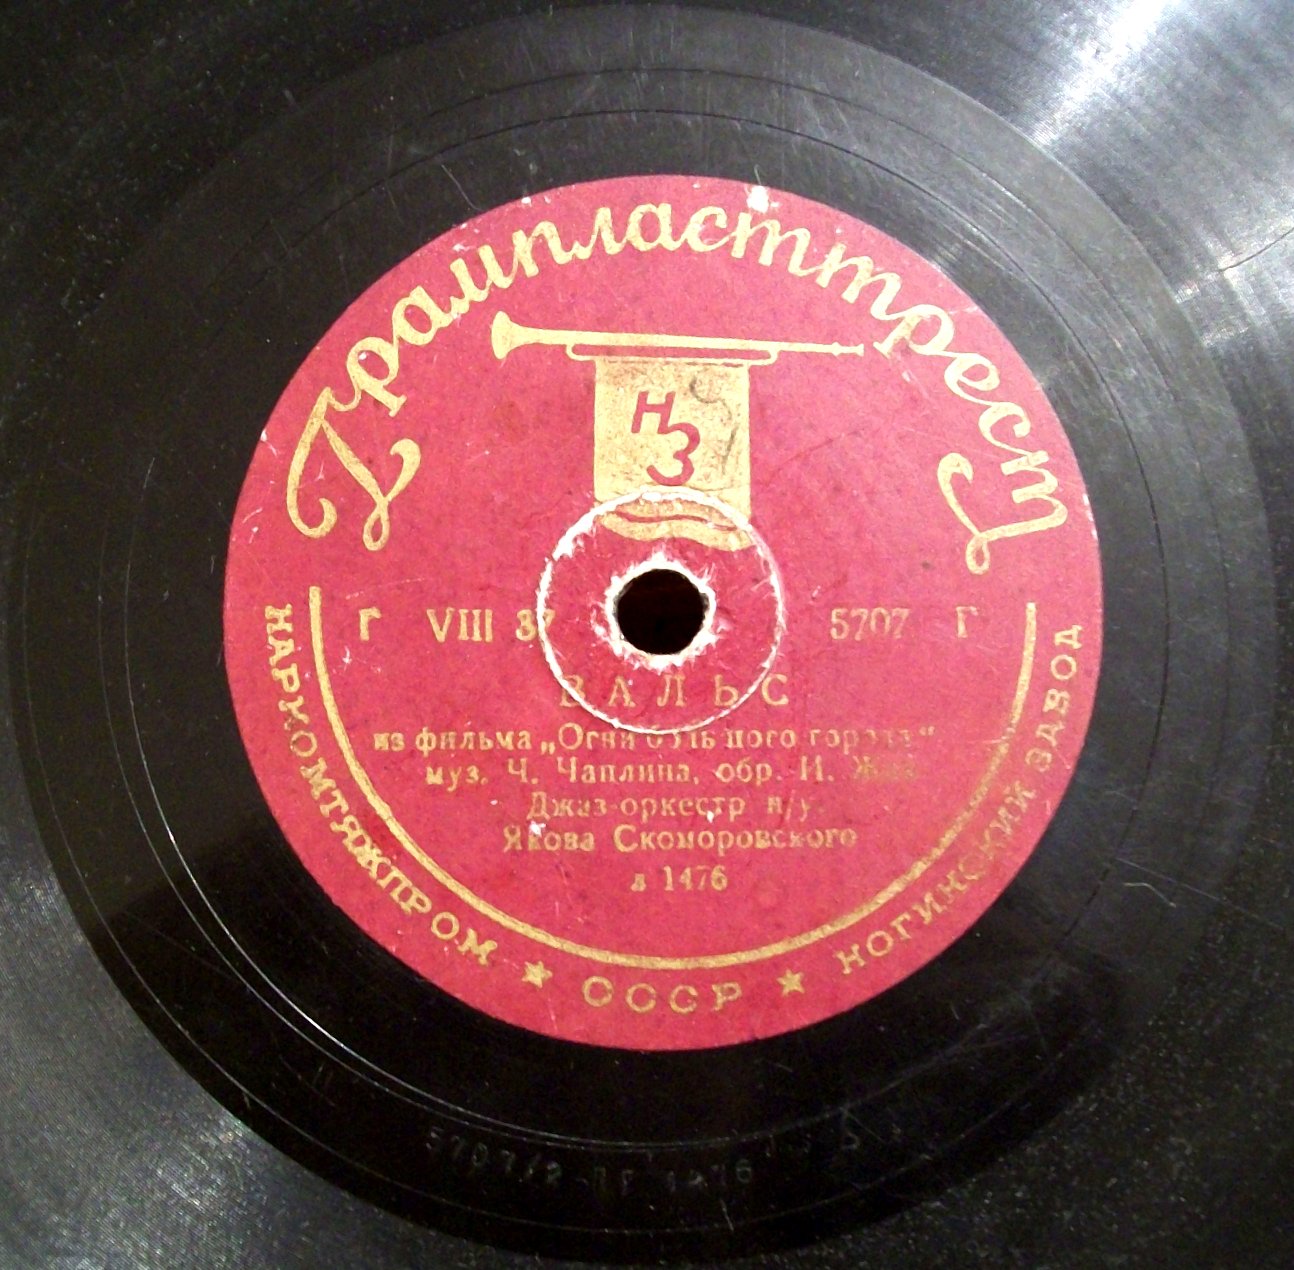 Грампласттрест
НЗ
Г VIII 37 5707 Г
ВАЛЬС
из фильма „Огни большого города“
муз. Ч. Чаплина, обр. И.
Джаз-оркестр п/у.
Якова Скоморовского
л 1476
НАРКОМТЯЖПРОМ ★ СССР ★ НОГИНСКИЙ ЗАВОД